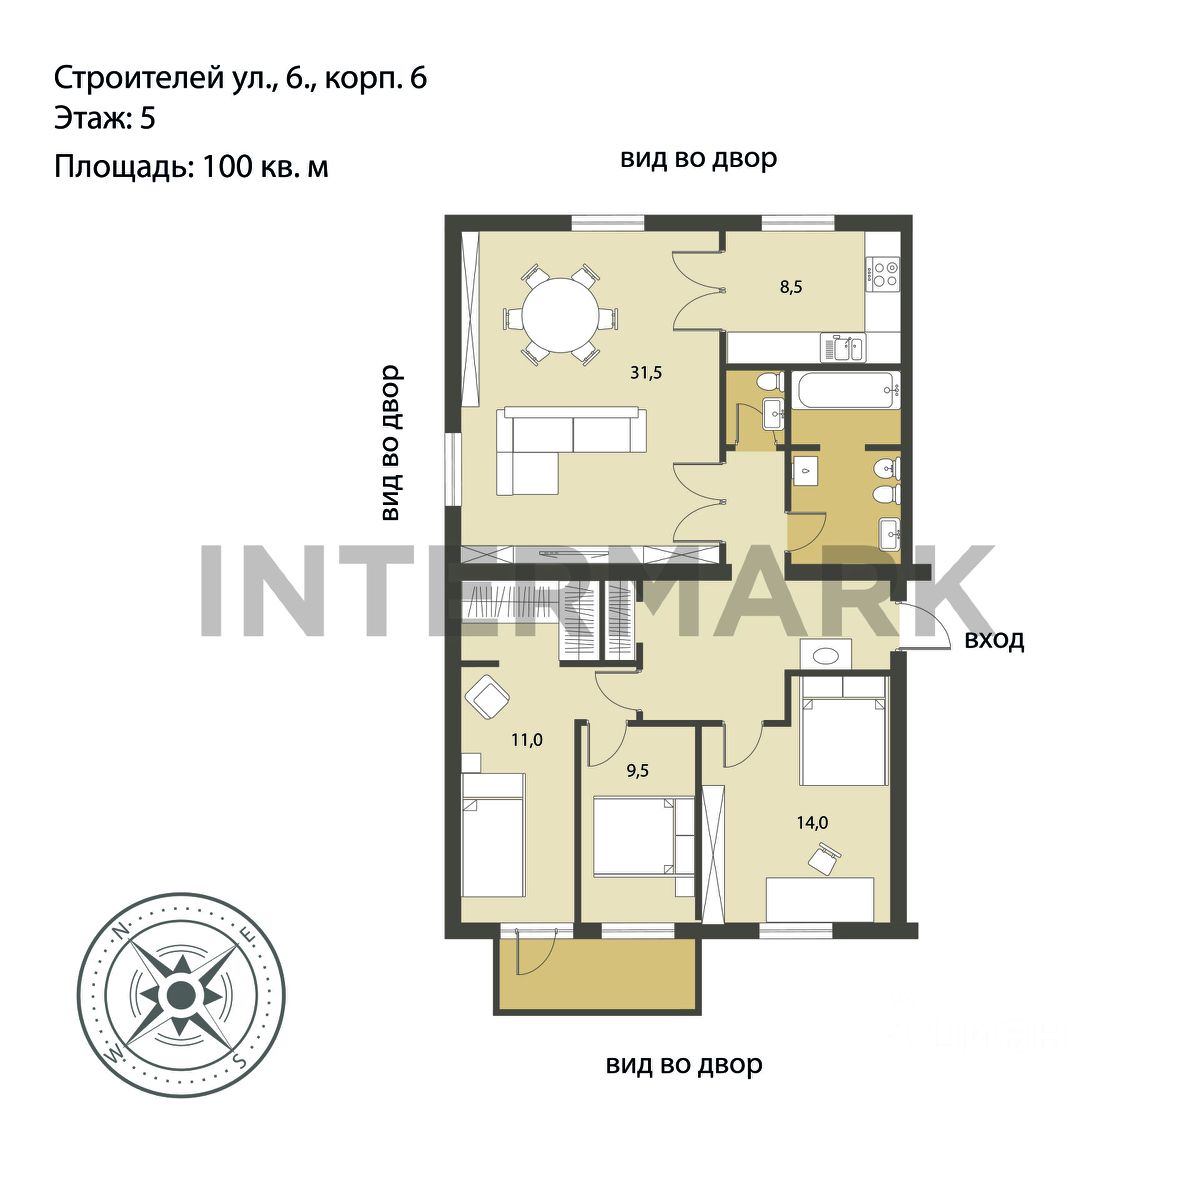 Строителей ул., 6., корп. 6
Этаж: 5
Площадь: 100 кв. м
вид во двор
8,5
31,5
вид во двор
INTERMARK
вход
11,0
9,5
14,0
N
E
W
S
вид во двор